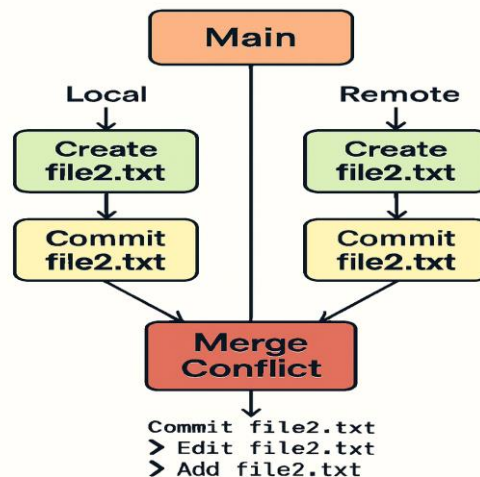 Main
Local
Remote
Create
file2.txt
Create
file2.txt
Commit
file2.txt
Commit
file2.txt
Merge
Conflict
Commit file2.txt
> Edit file2.txt
> Add file2.txt